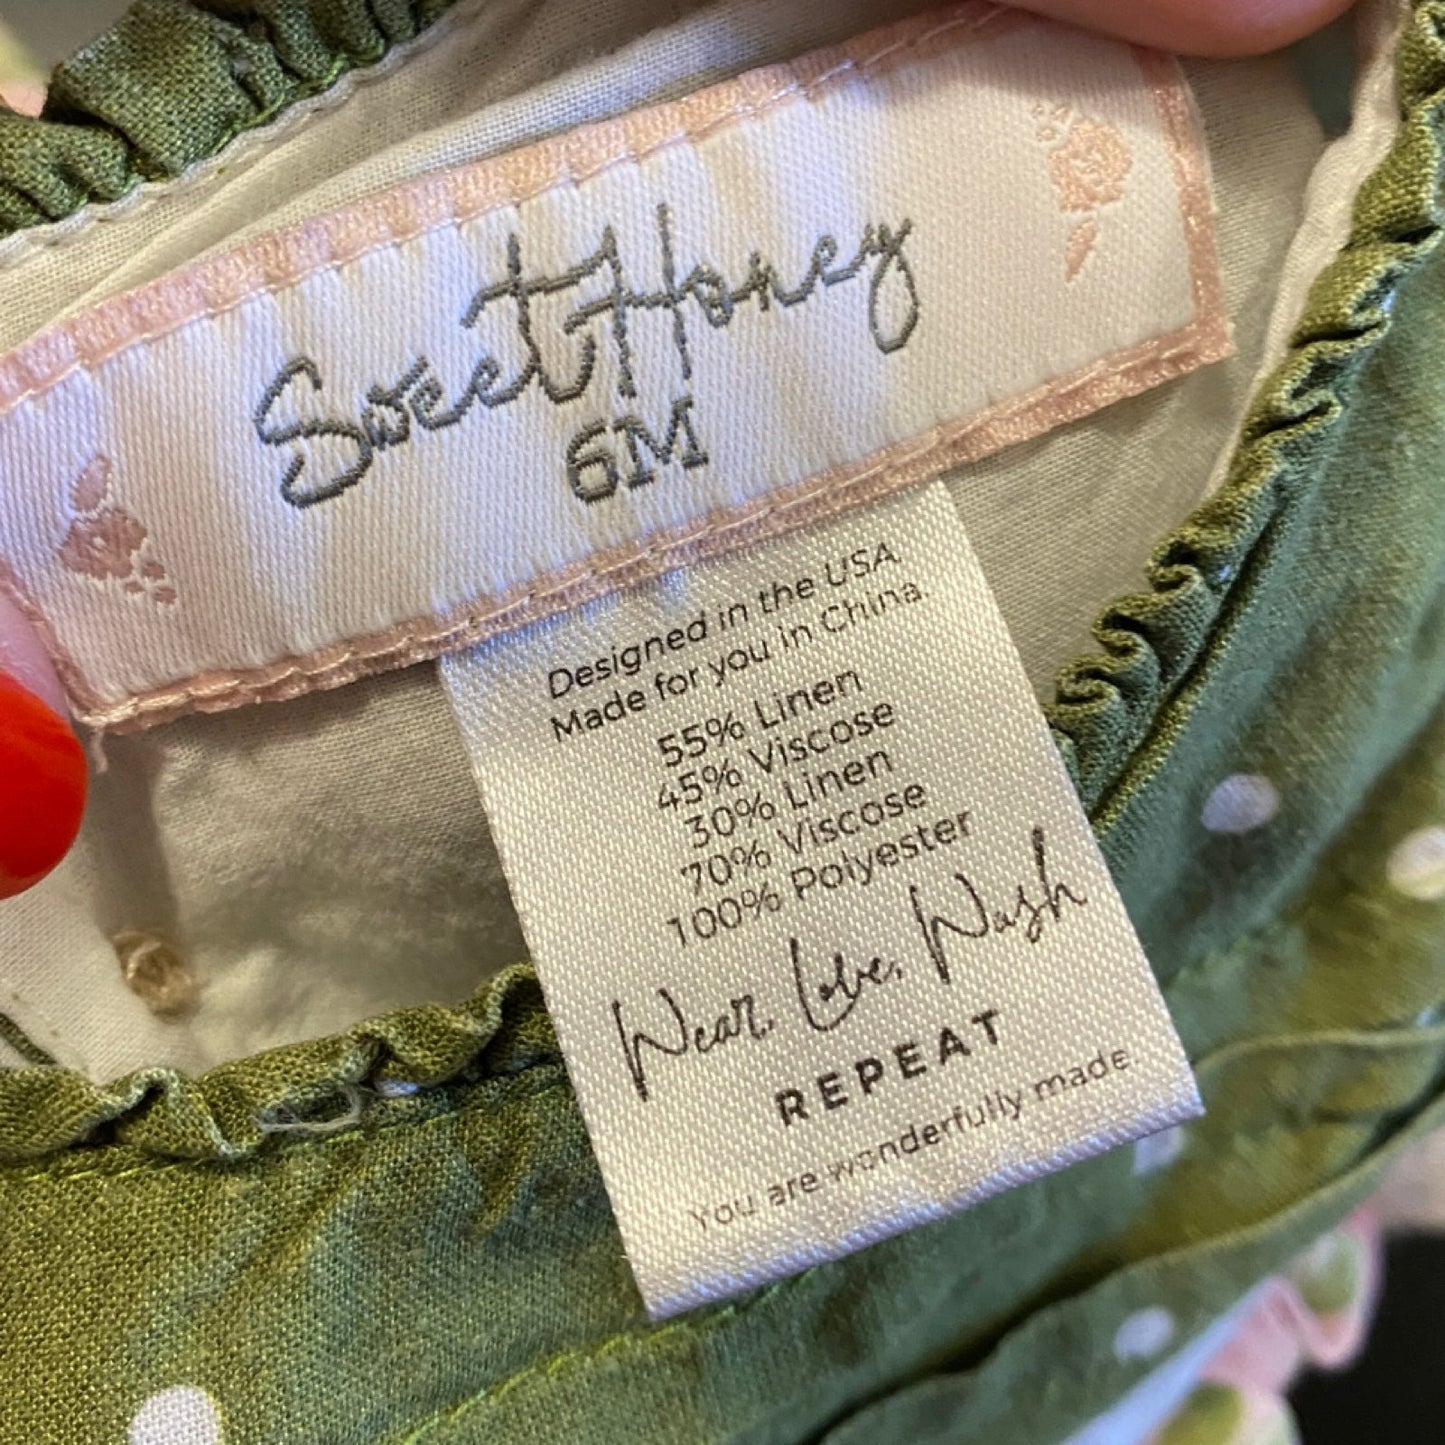 Sweet Honey
6M
Designed in the USA
Made for you in China.
55% Linen
45% Viscose
30% Linen
70% Viscose
100% Polyester
Wear, Love, Wash
REPEAT
You are wonderfully made.